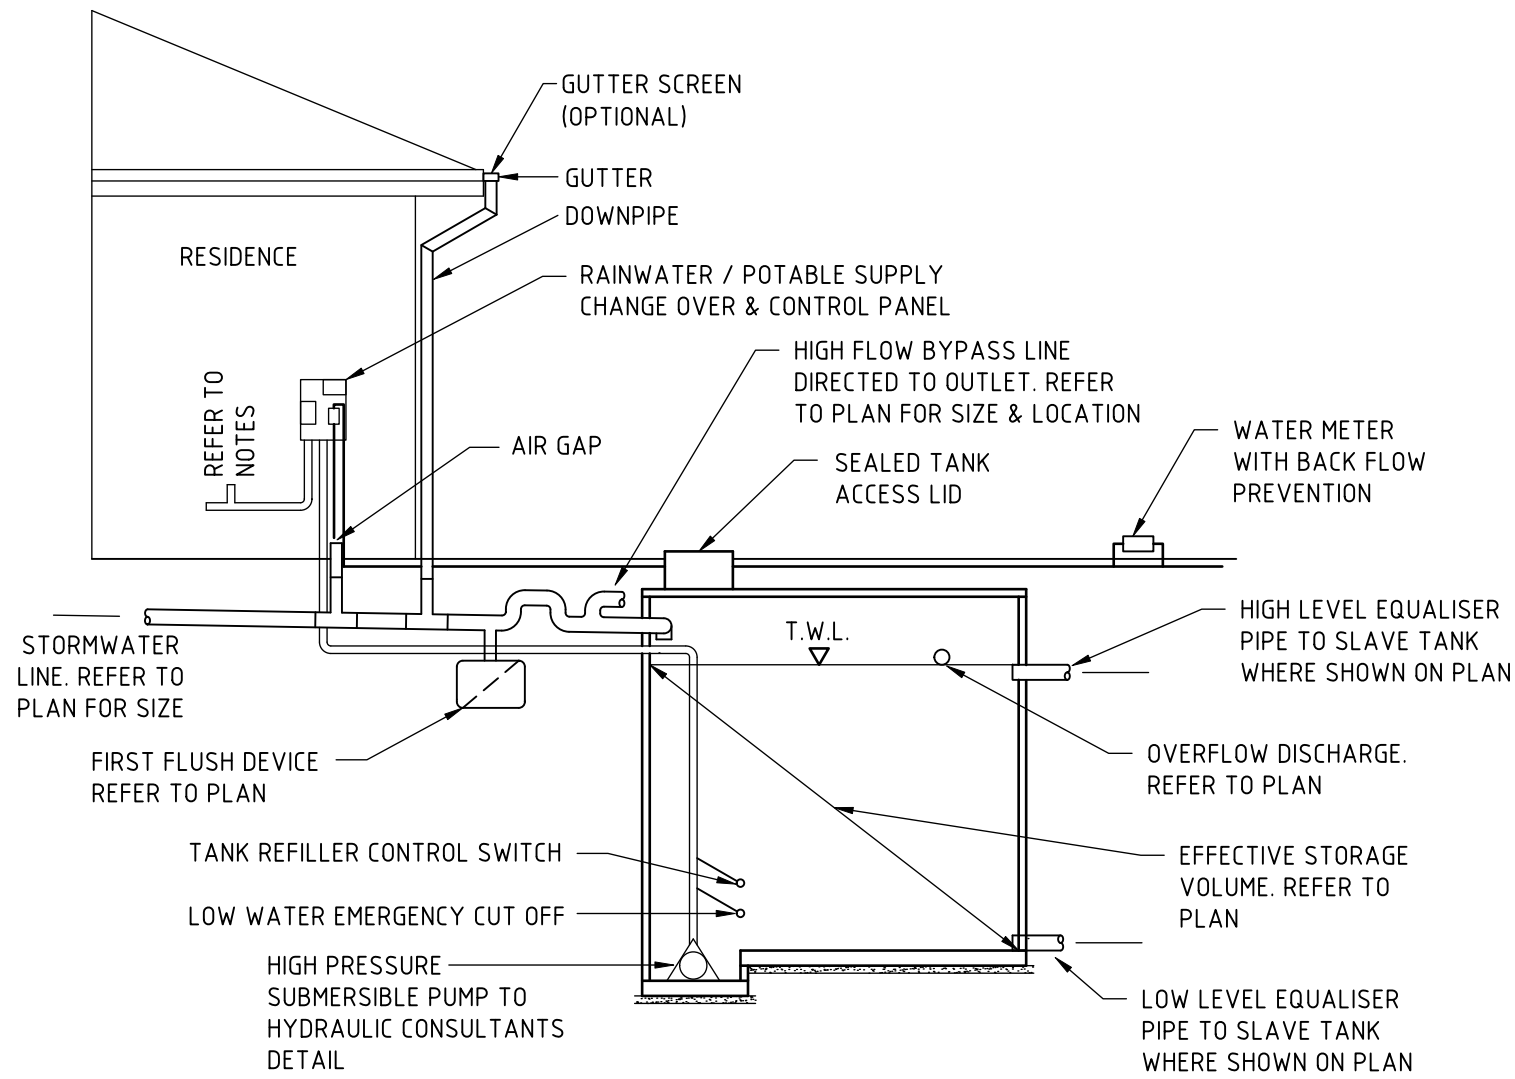 GUTTER SCREEN
(OPTIONAL)
GUTTER
DOWNPIPE
RESIDENCE
RAINWATER / POTABLE SUPPLY
CHANGE OVER & CONTROL PANEL
HIGH FLOW BYPASS LINE
DIRECTED TO OUTLET. REFER
TO PLAN FOR SIZE & LOCATION
REFER TO
NOTES
AIR GAP
SEALED TANK
ACCESS LID
WATER METER
WITH BACK FLOW
PREVENTION
STORMWATER
LINE. REFER TO
PLAN FOR SIZE
T.W.L.
HIGH LEVEL EQUALISER
PIPE TO SLAVE TANK
WHERE SHOWN ON PLAN
FIRST FLUSH DEVICE
REFER TO PLAN
OVERFLOW DISCHARGE.
REFER TO PLAN
TANK REFILLER CONTROL SWITCH
EFFECTIVE STORAGE
VOLUME. REFER TO
PLAN
LOW WATER EMERGENCY CUT OFF
HIGH PRESSURE
SUBMERSIBLE PUMP TO
HYDRAULIC CONSULTANTS
DETAIL
LOW LEVEL EQUALISER
PIPE TO SLAVE TANK
WHERE SHOWN ON PLAN